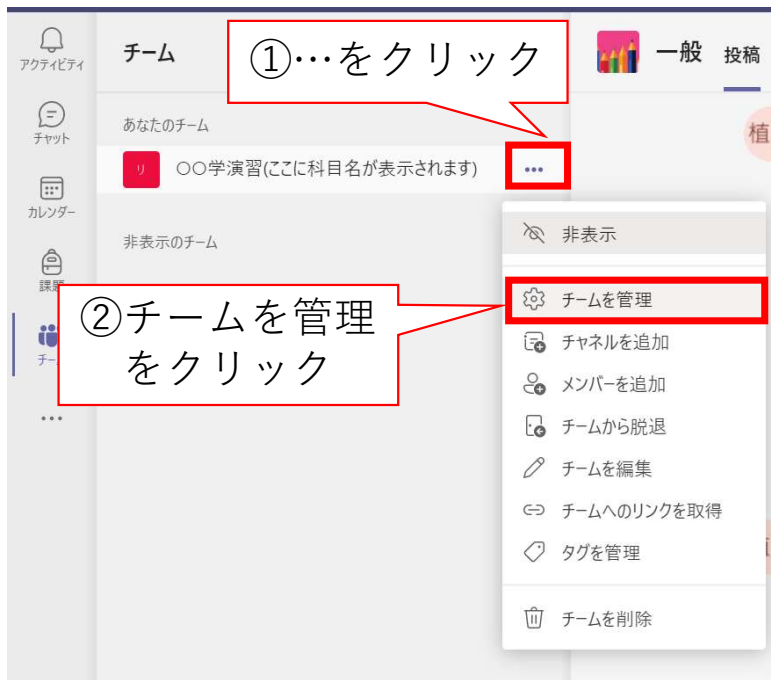 アクティビティ
チーム
①…をクリック
一般 投稿
チャット
あなたのチーム
植
リ 〇〇学演習(ここに科目名が表示されます) …
カレンダー
非表示のチーム
非表示
課題
チームを管理
②チームを管理
をクリック
チー
…
チャネルを追加
メンバーを追加
チームから脱退
チームを編集
チームへのリンクを取得
タグを管理
チームを削除